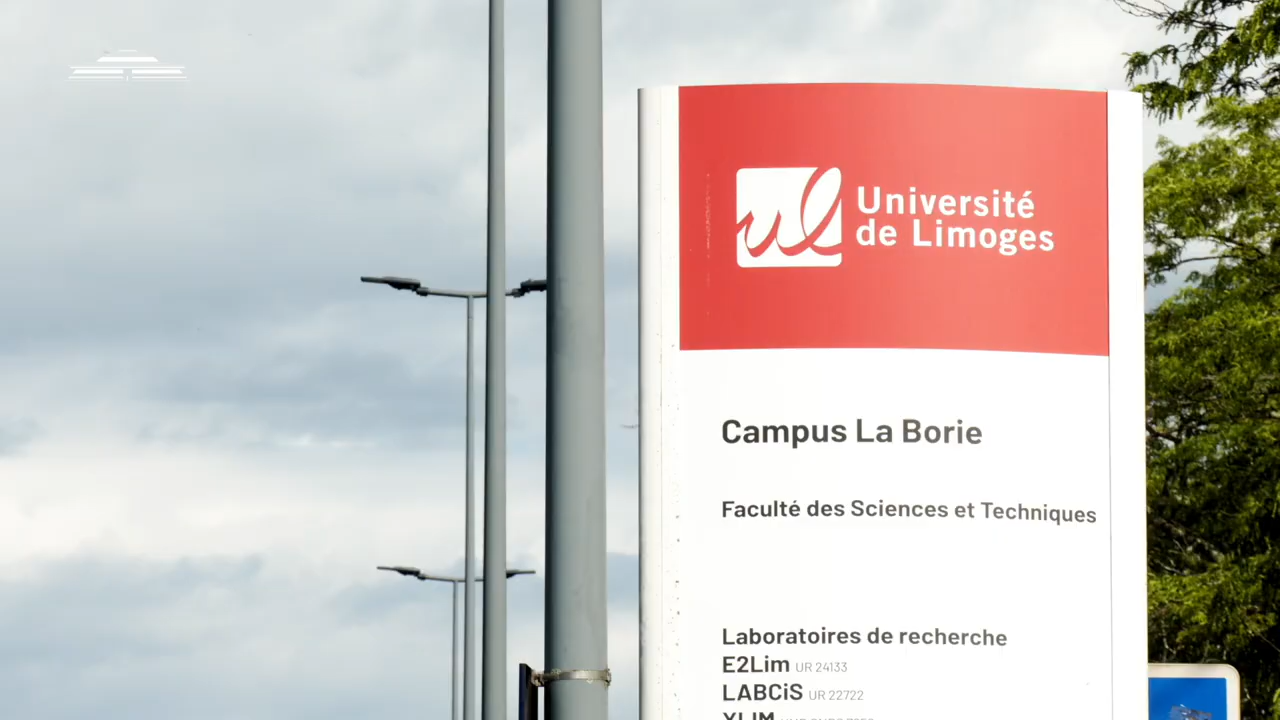 Université
de Limoges
Campus La Borie
Faculté des Sciences et Techniques
Laboratoires de recherche
E2Lim UR 24133
LABCiS UR 22722
XLIM